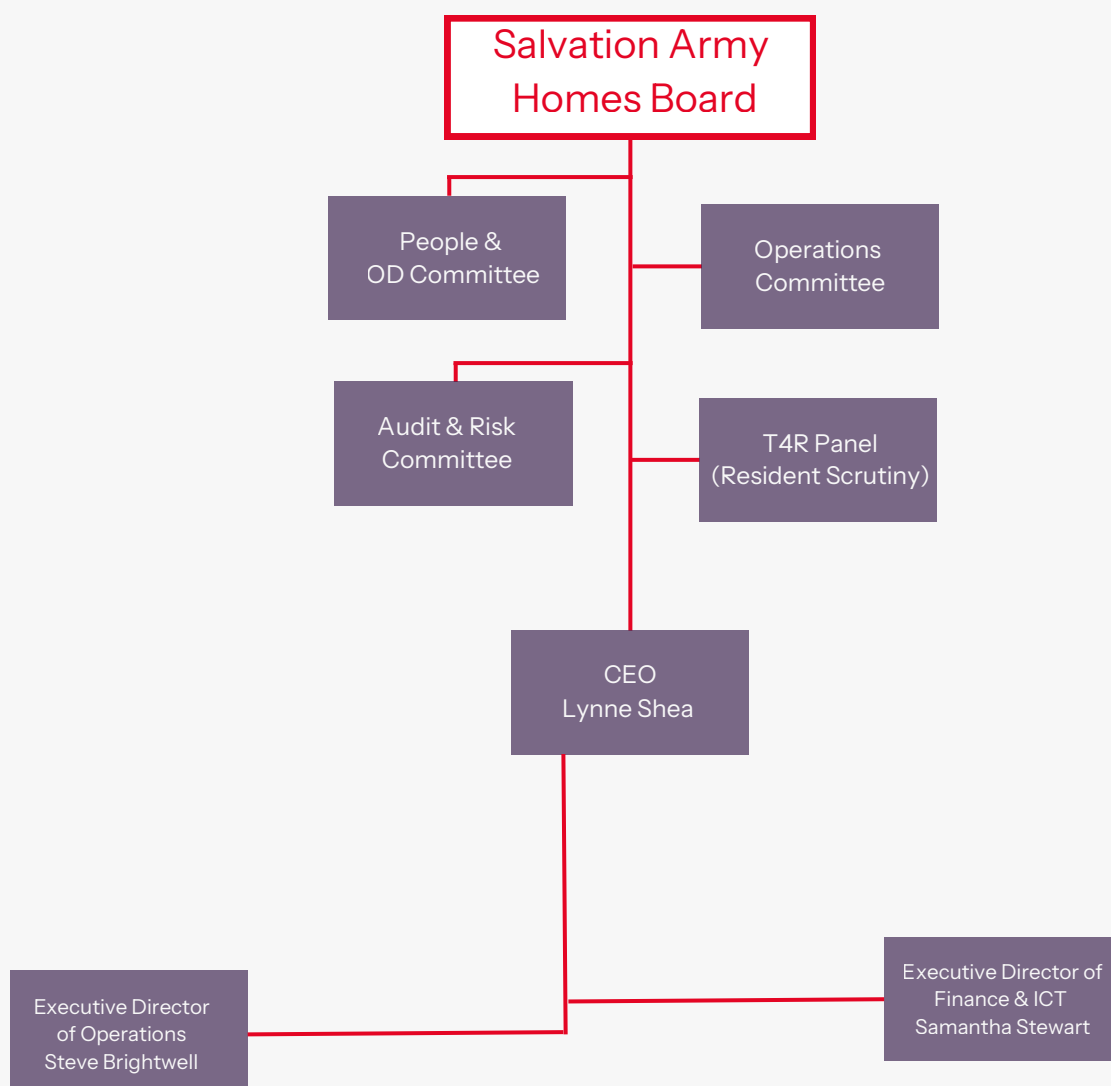 Salvation Army
Homes Board
People &
OD Committee
Operations
Committee
Audit & Risk
Committee
T4R Panel
(Resident Scrutiny)
CEO
Lynne Shea
Executive Director of
Finance & ICT
Samantha Stewart
Executive Director
of Operations
Steve Brightwell